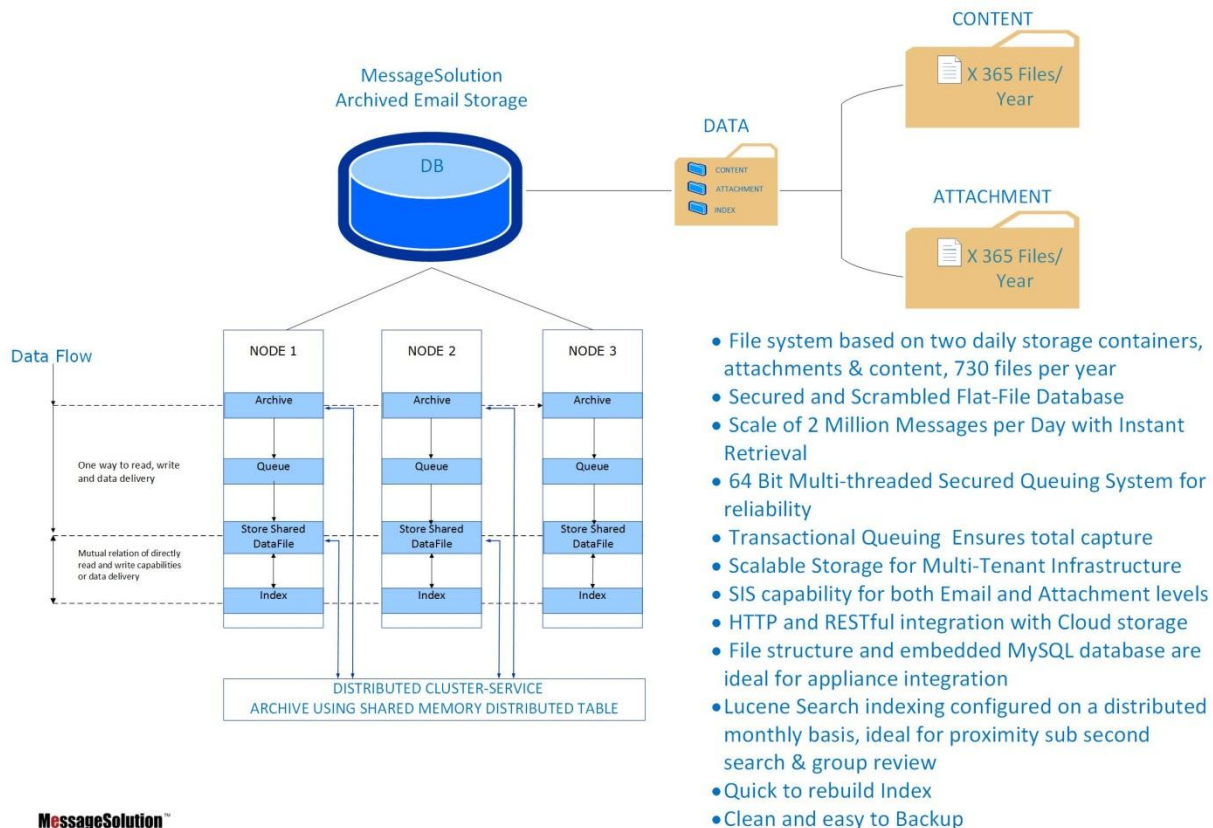 MessageSolution
Archived Email Storage
DB
DATA
CONTENT
ATTACHMENT
INDEX
CONTENT
X 365 Files/
Year
ATTACHMENT
X 365 Files/
Year
Data Flow
One way to read, write
and data delivery
Mutual relation of directly
read and write capabilities
or data delivery
NODE 1
Archive
Queue
Store Shared
DataFile
Index
NODE 2
Archive
Queue
Store Shared
DataFile
Index
NODE 3
Archive
Queue
Store Shared
DataFile
Index
DISTRIBUTED CLUSTER-SERVICE
ARCHIVE USING SHARED MEMORY DISTRIBUTED TABLE
• File system based on two daily storage containers,
attachments & content, 730 files per year
• Secured and Scrambled Flat-File Database
• Scale of 2 Million Messages per Day with Instant
Retrieval
• 64 Bit Multi-threaded Secured Queuing System for
reliability
• Transactional Queuing Ensures total capture
• Scalable Storage for Multi-Tenant Infrastructure
• SIS capability for both Email and Attachment levels
• HTTP and RESTful integration with Cloud storage
• File structure and embedded MySQL database are
ideal for appliance integration
• Lucene Search indexing configured on a distributed
monthly basis, ideal for proximity sub second
search & group review
• Quick to rebuild Index
• Clean and easy to Backup
MessageSolution™